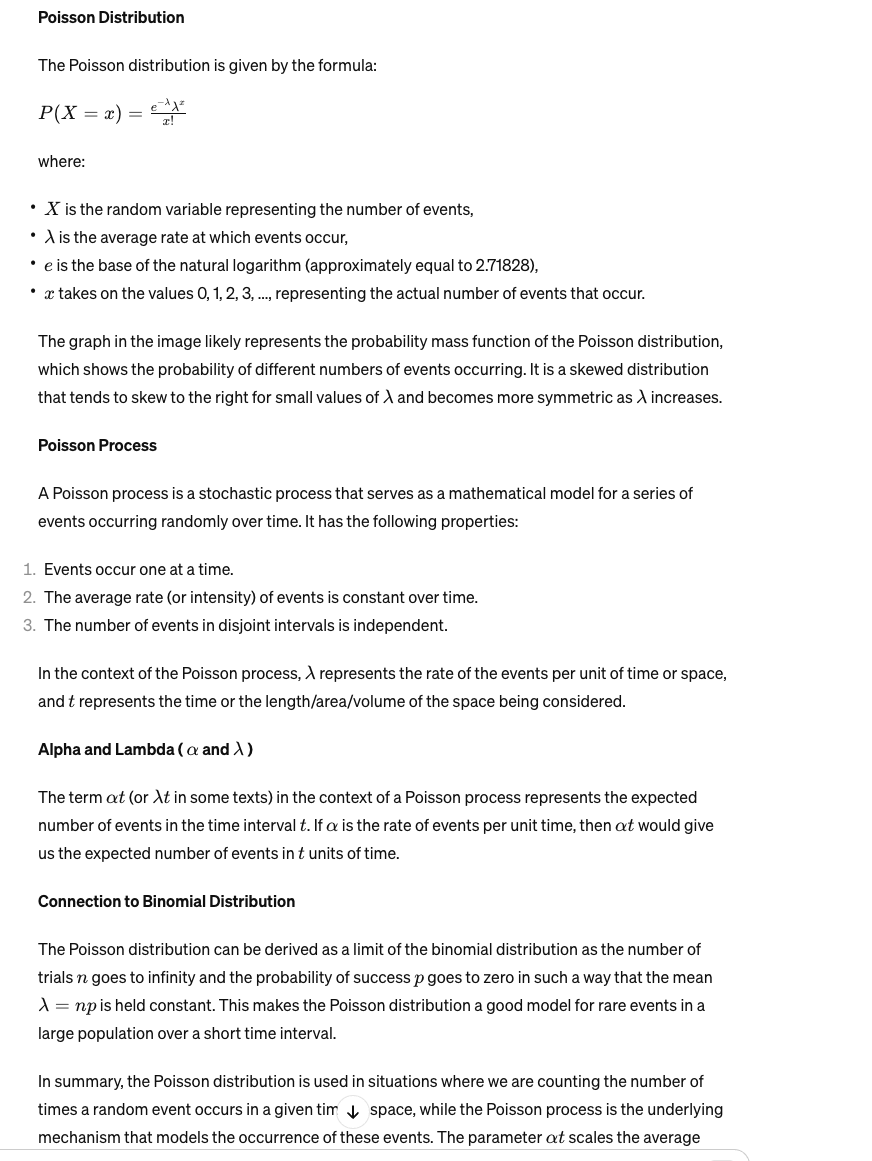 Poisson Distribution
The Poisson distribution is given by the formula:
P(X = x) = \frac{e^{-λ}λ^x}{x!}
where:
• X is the random variable representing the number of events,
• λ is the average rate at which events occur,
• e is the base of the natural logarithm (approximately equal to 2.71828),
• x takes on the values 0, 1, 2, 3, ..., representing the actual number of events that occur.
The graph in the image likely represents the probability mass function of the Poisson distribution,
which shows the probability of different numbers of events occurring. It is a skewed distribution
that tends to skew to the right for small values of λ and becomes more symmetric as λ increases.
Poisson Process
A Poisson process is a stochastic process that serves as a mathematical model for a series of
events occurring randomly over time. It has the following properties:
1. Events occur one at a time.
2. The average rate (or intensity) of events is constant over time.
3. The number of events in disjoint intervals is independent.
In the context of the Poisson process, λ represents the rate of the events per unit of time or space,
and t represents the time or the length/area/volume of the space being considered.
Alpha and Lambda ( α and λ )
The term αt (or λt in some texts) in the context of a Poisson process represents the expected
number of events in the time interval t. If α is the rate of events per unit time, then αt would give
us the expected number of events in t units of time.
Connection to Binomial Distribution
The Poisson distribution can be derived as a limit of the binomial distribution as the number of
trials n goes to infinity and the probability of success p goes to zero in such a way that the mean
λ = np is held constant. This makes the Poisson distribution a good model for rare events in a
large population over a short time interval.
In summary, the Poisson distribution is used in situations where we are counting the number of
times a random event occurs in a given tim space, while the Poisson process is the underlying
mechanism that models the occurrence of these events. The parameter αt scales the average